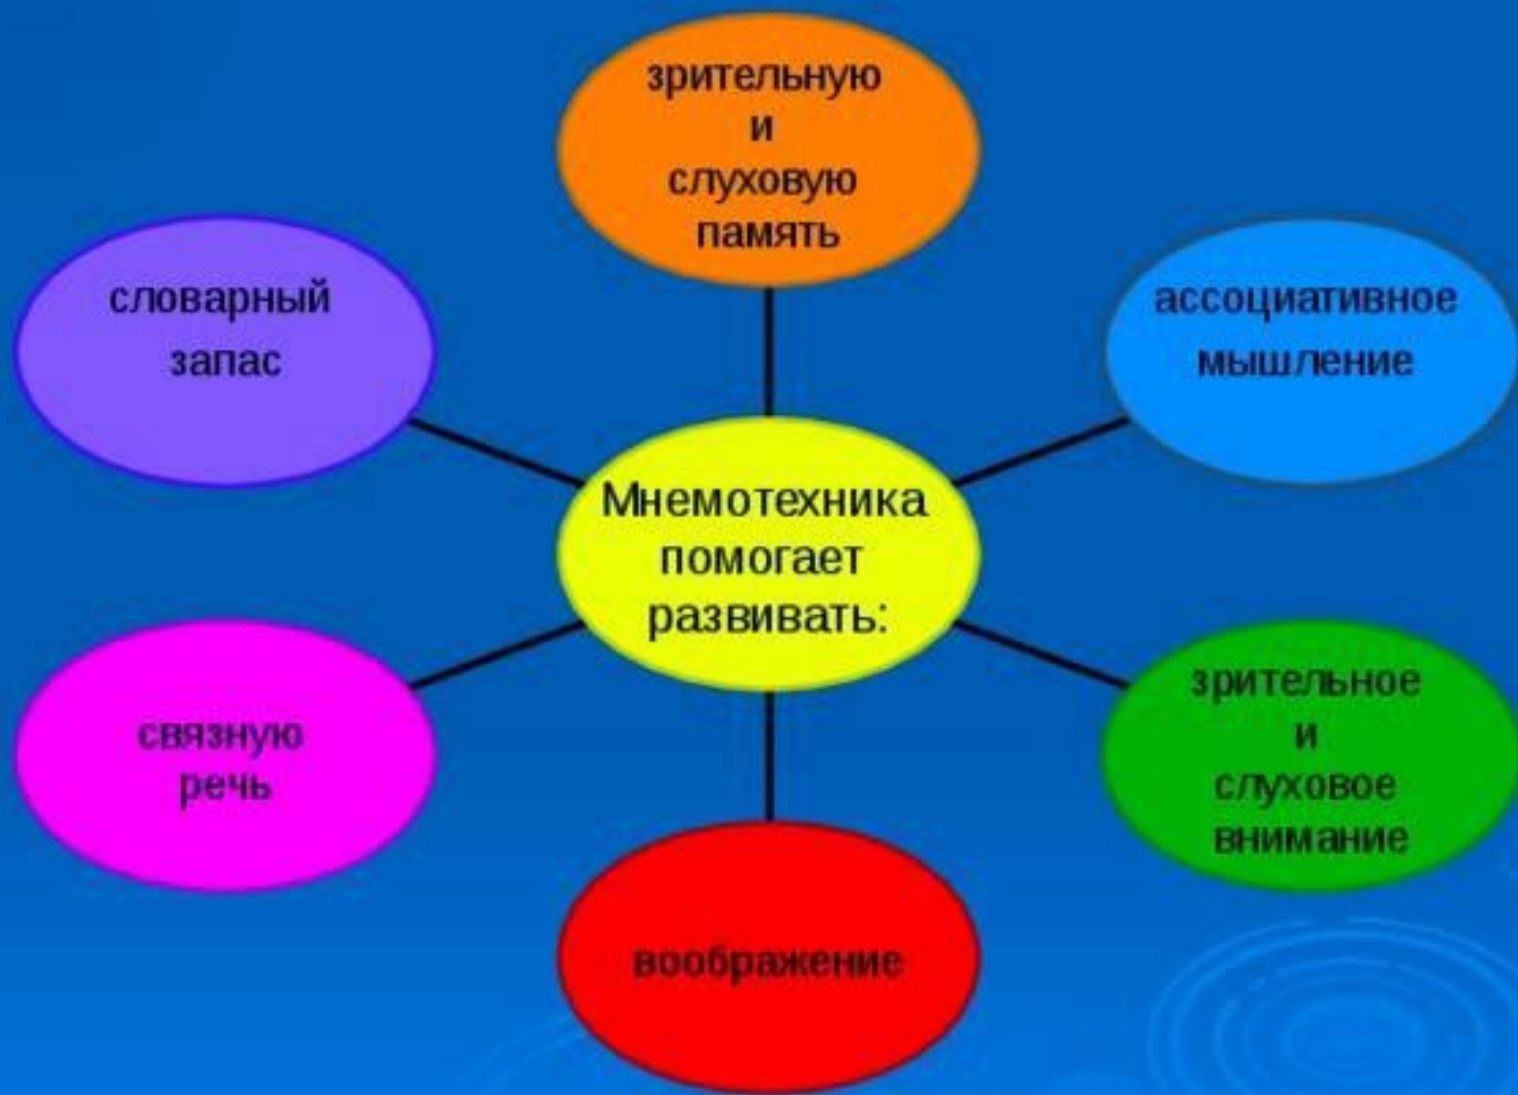 зрительную
и
слуховую
память
словарный
запас
ассоциативное
мышление
Мнемотехника
помогает
развивать:
связную
речь
зрительное
и
слуховое
внимание
воображение